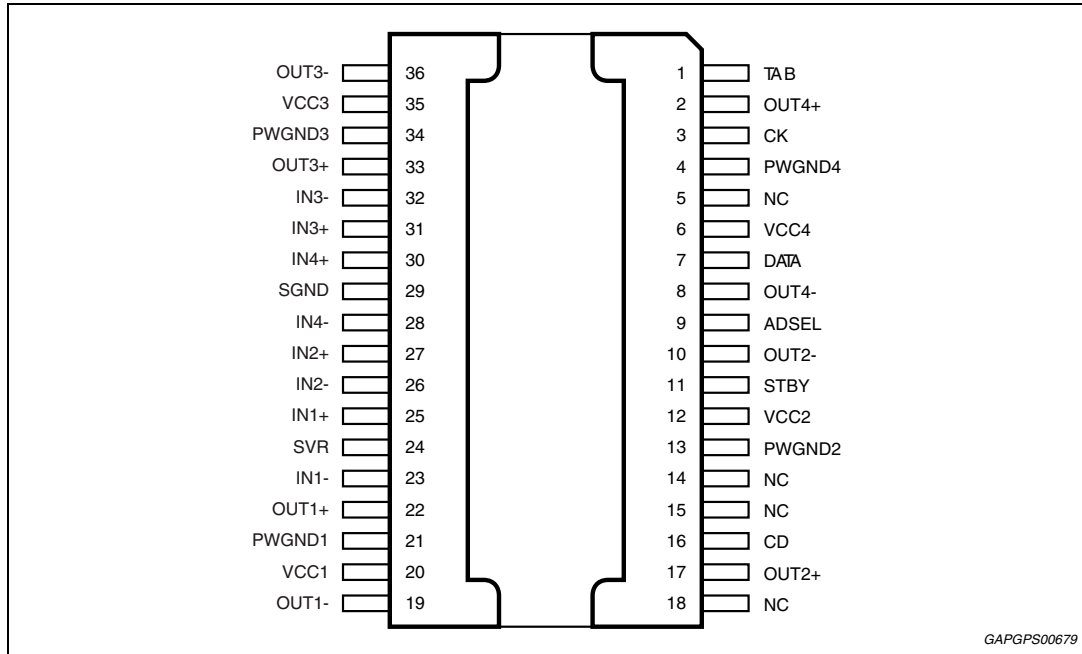 OUT3- 36 1 TAB
VCC3 35 2 OUT4+
PWGND3 34 3 CK
OUT3+ 33 4 PWGND4
IN3- 32 5 NC
IN3+ 31 6 VCC4
IN4+ 30 7 DATA
SGND 29 8 OUT4-
IN4- 28 9 ADSEL
IN2+ 27 10 OUT2-
IN2- 26 11 STBY
IN1+ 25 12 VCC2
SVR 24 13 PWGND2
IN1- 23 14 NC
OUT1+ 22 15 NC
PWGND1 21 16 CD
VCC1 20 17 OUT2+
OUT1- 19 18 NC
GAPGPS00679